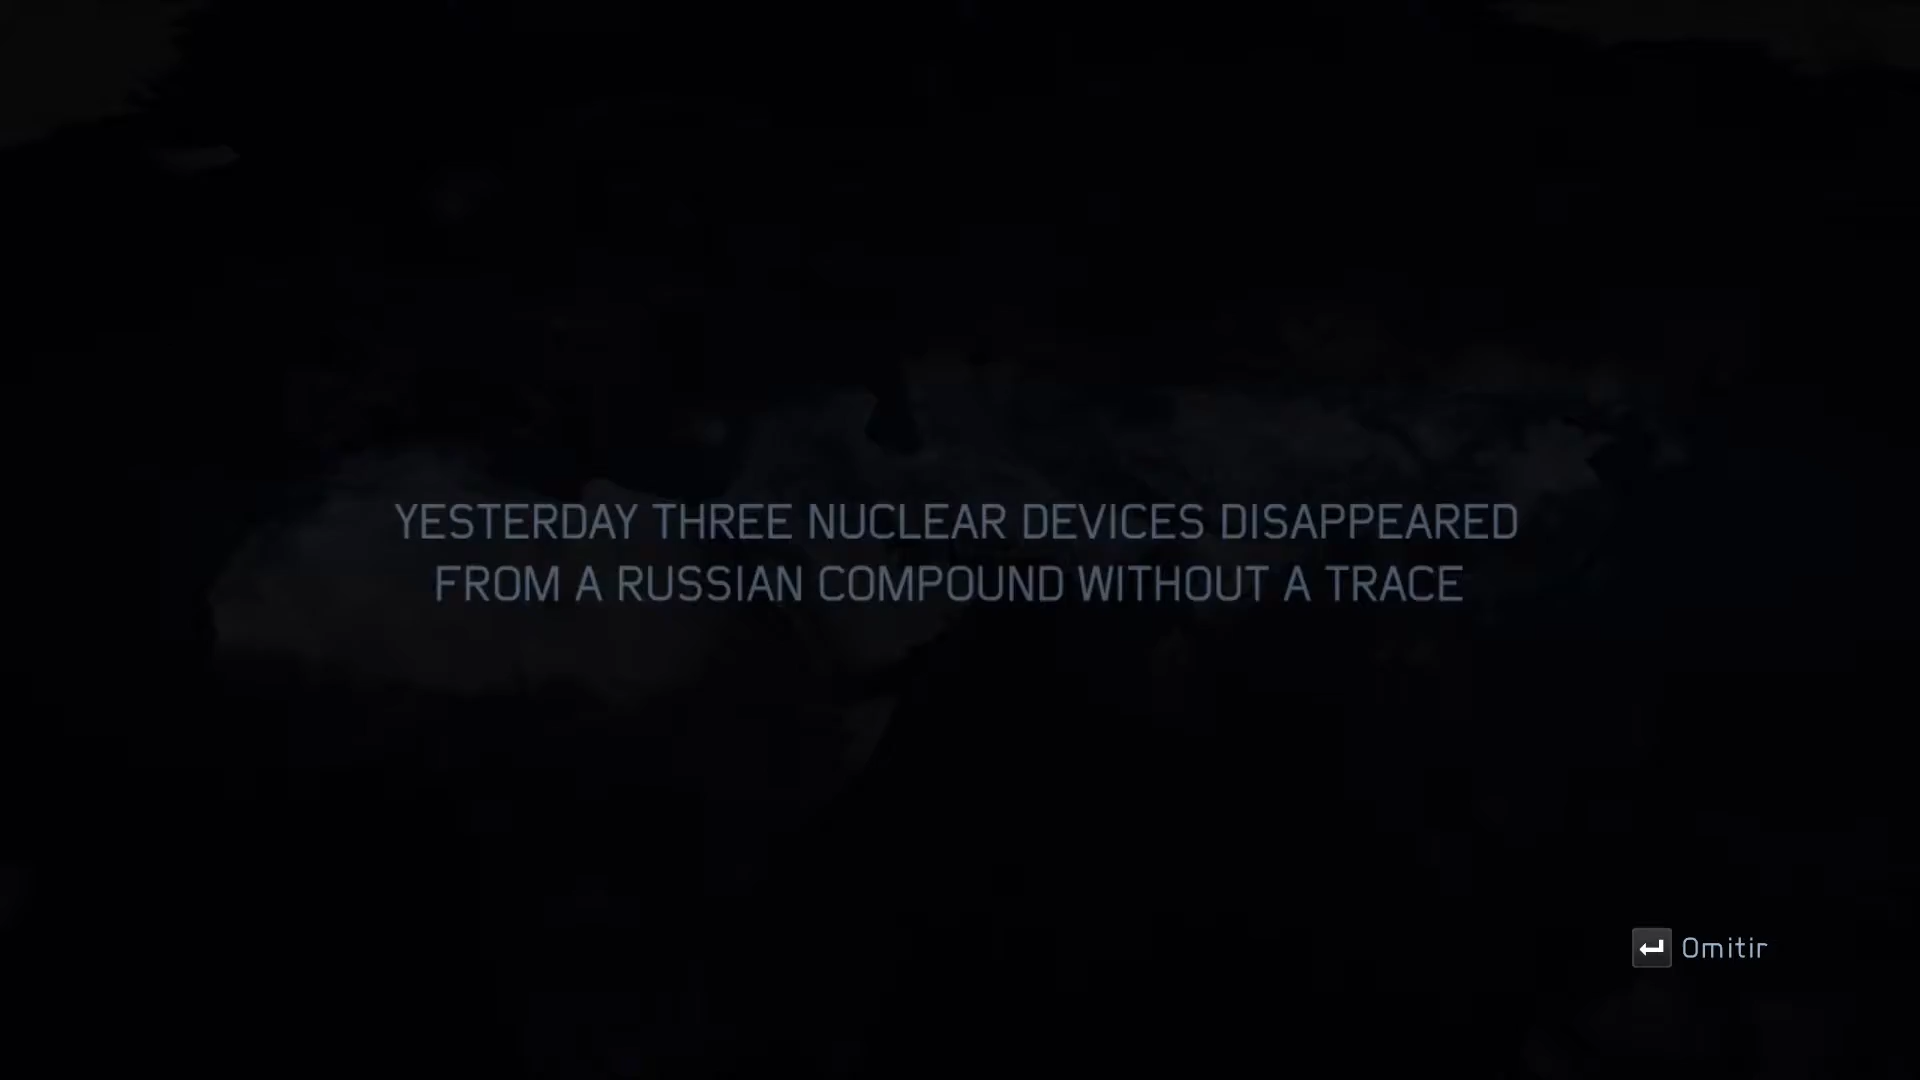 YESTERDAY THREE NUCLEAR DEVICES DISAPPEARED
FROM A RUSSIAN COMPOUND WITHOUT A TRACE
Omitir